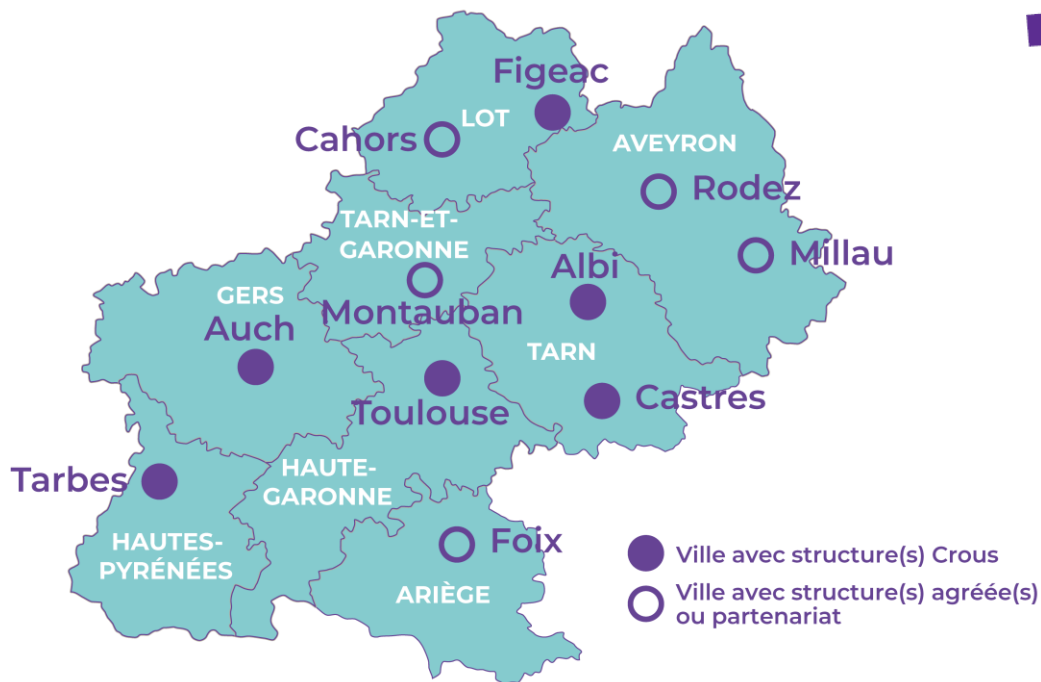 Figeac
LOT
Cahors
AVEYRON
Rodez
TARN-ET-
GARONNE
Millau
Albi
GERS
Montauban
Auch
TARN
Toulouse
Castres
Tarbes
HAUTE-
GARONNE
HAUTES-
PYRÉNÉES
Foix
ARIÈGE
Ville avec structure(s) Crous
Ville avec structure(s) agréée(s)
ou partenariat